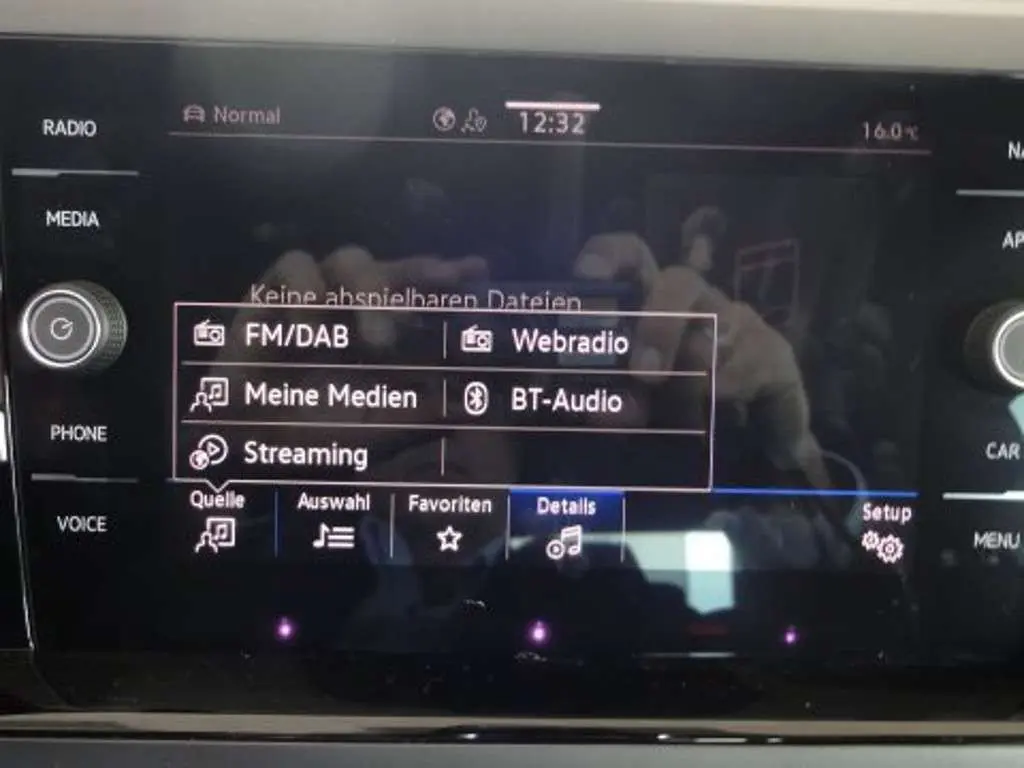 RADIO
MEDIA
PHONE
VOICE
Normal
12:32
16.0°C
Keine abspielbaren Dateien
FM/DAB
Webradio
Meine Medien
BT-Audio
Streaming
Quelle
Auswahl
Favoriten
Details
Setup
CAR
MENU